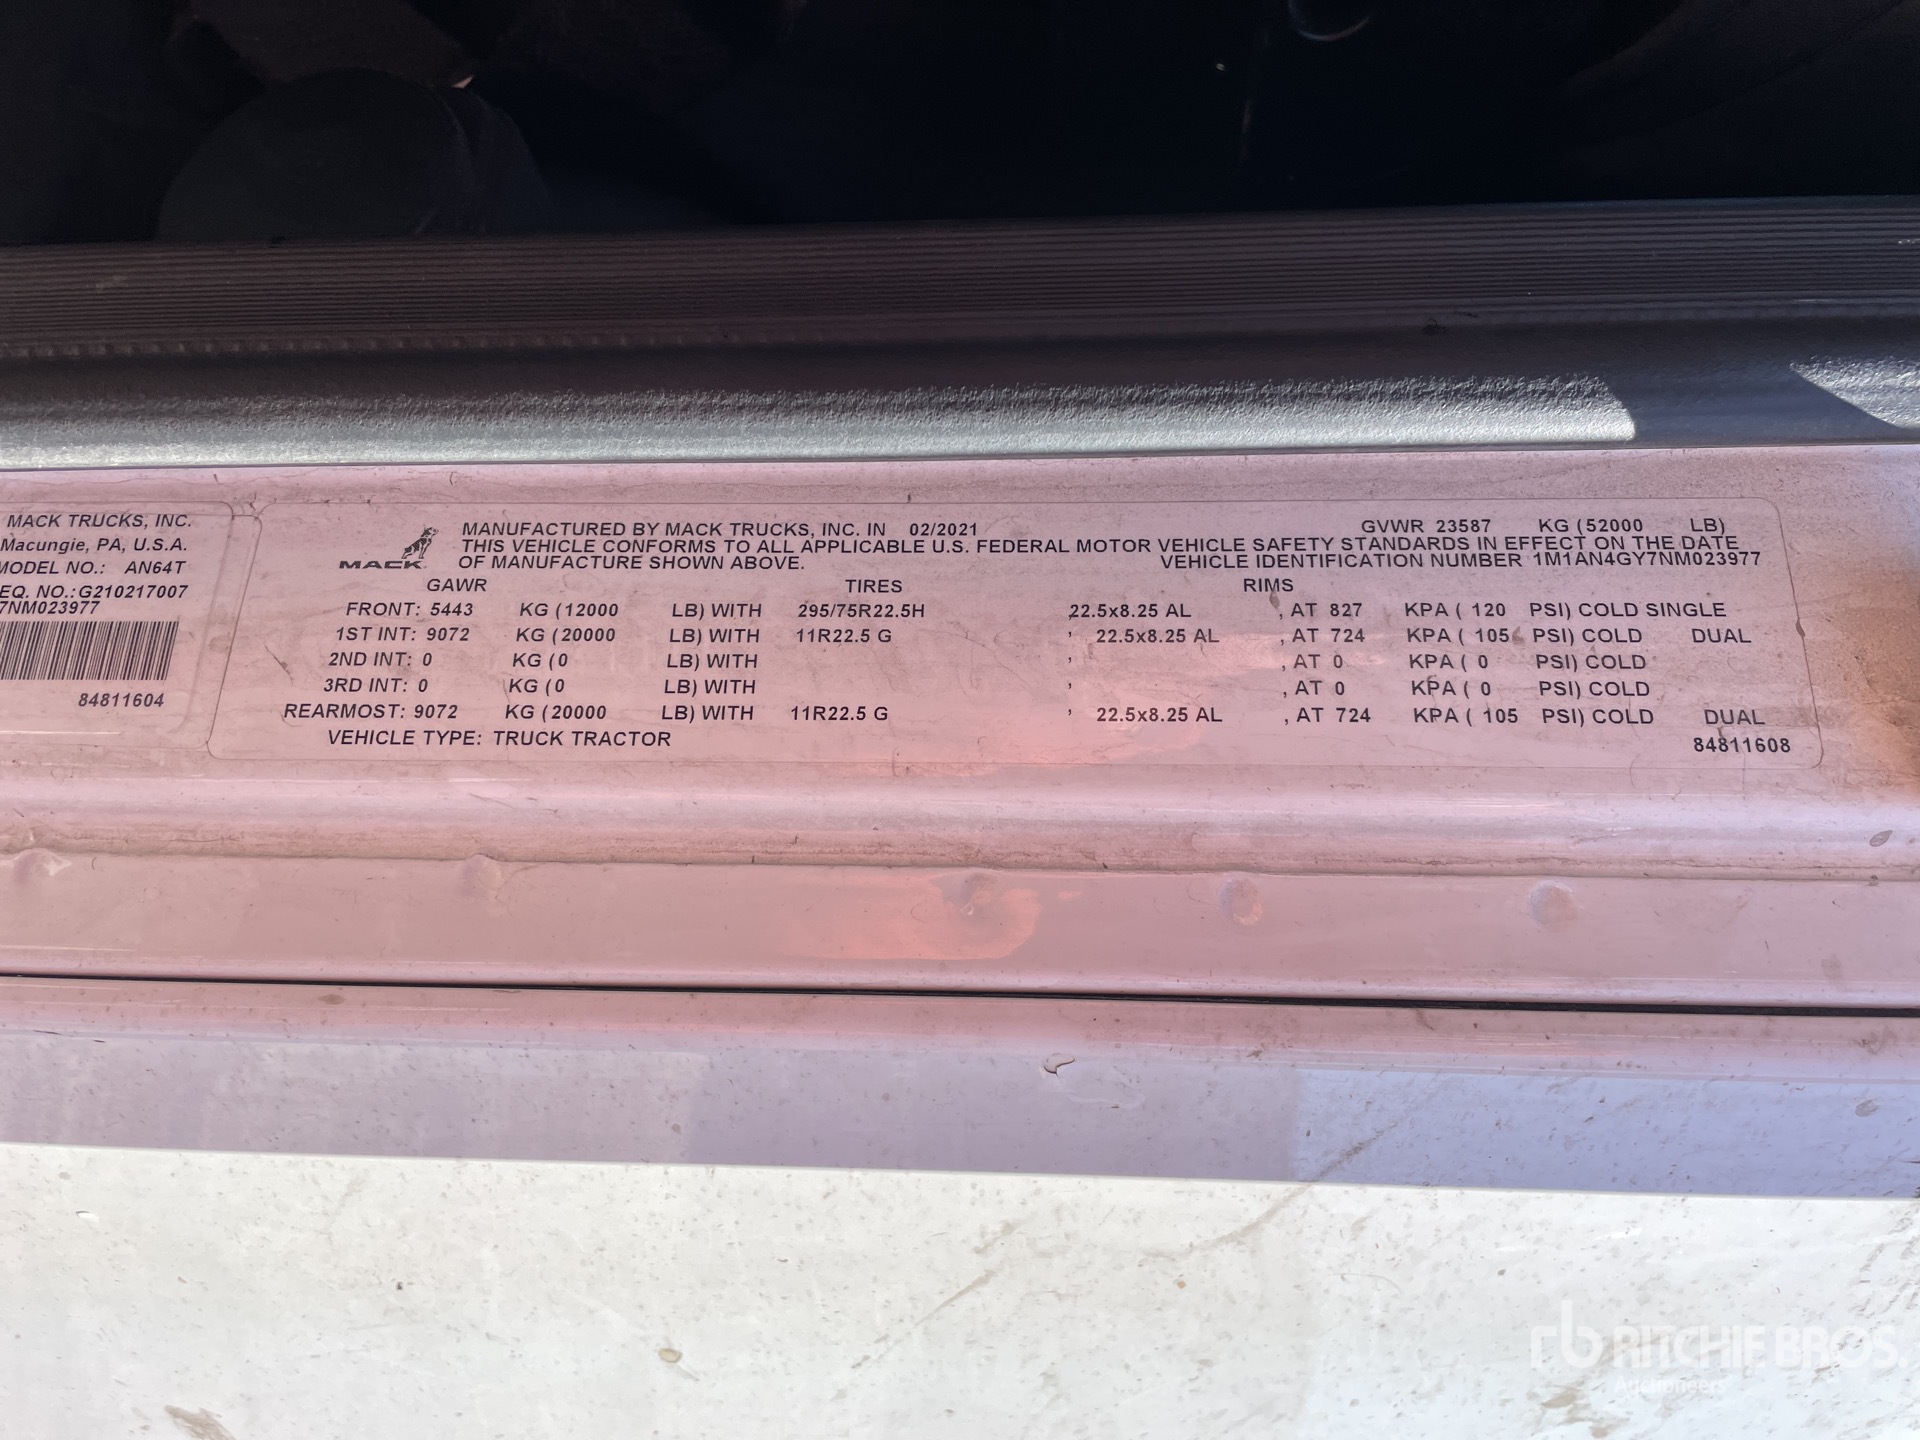 MACK TRUCKS, INC.
Macungie, PA, U.S.A.
MODEL NO.: AN64T
EQ. NO.:G210217007
7NM023977
84811604
MACK
MANUFACTURED BY MACK TRUCKS, INC. IN 02/2021 GVWR 23587 KG (52000 LB)
THIS VEHICLE CONFORMS TO ALL APPLICABLE U.S. FEDERAL MOTOR VEHICLE SAFETY STANDARDS IN EFFECT ON THE DATE
OF MANUFACTURE SHOWN ABOVE. VEHICLE IDENTIFICATION NUMBER 1M1AN4GY7NM023977
GAWR TIRES RIMS
FRONT: 5443 KG (12000 LB) WITH 295/75R22.5H , 22.5x8.25 AL , AT 827 KPA ( 120 PSI) COLD SINGLE
1ST INT: 9072 KG (20000 LB) WITH 11R22.5 G , 22.5x8.25 AL , AT 724 KPA ( 105 PSI) COLD DUAL
2ND INT: 0 KG (0 LB) WITH , , AT 0 KPA ( 0 PSI) COLD
3RD INT: 0 KG (0 LB) WITH , , AT 0 KPA ( 0 PSI) COLD
REARMOST: 9072 KG (20000 LB) WITH 11R22.5 G , 22.5x8.25 AL , AT 724 KPA ( 105 PSI) COLD DUAL
VEHICLE TYPE: TRUCK TRACTOR 84811608
rb RITCHIE BROS.
Auctioneers